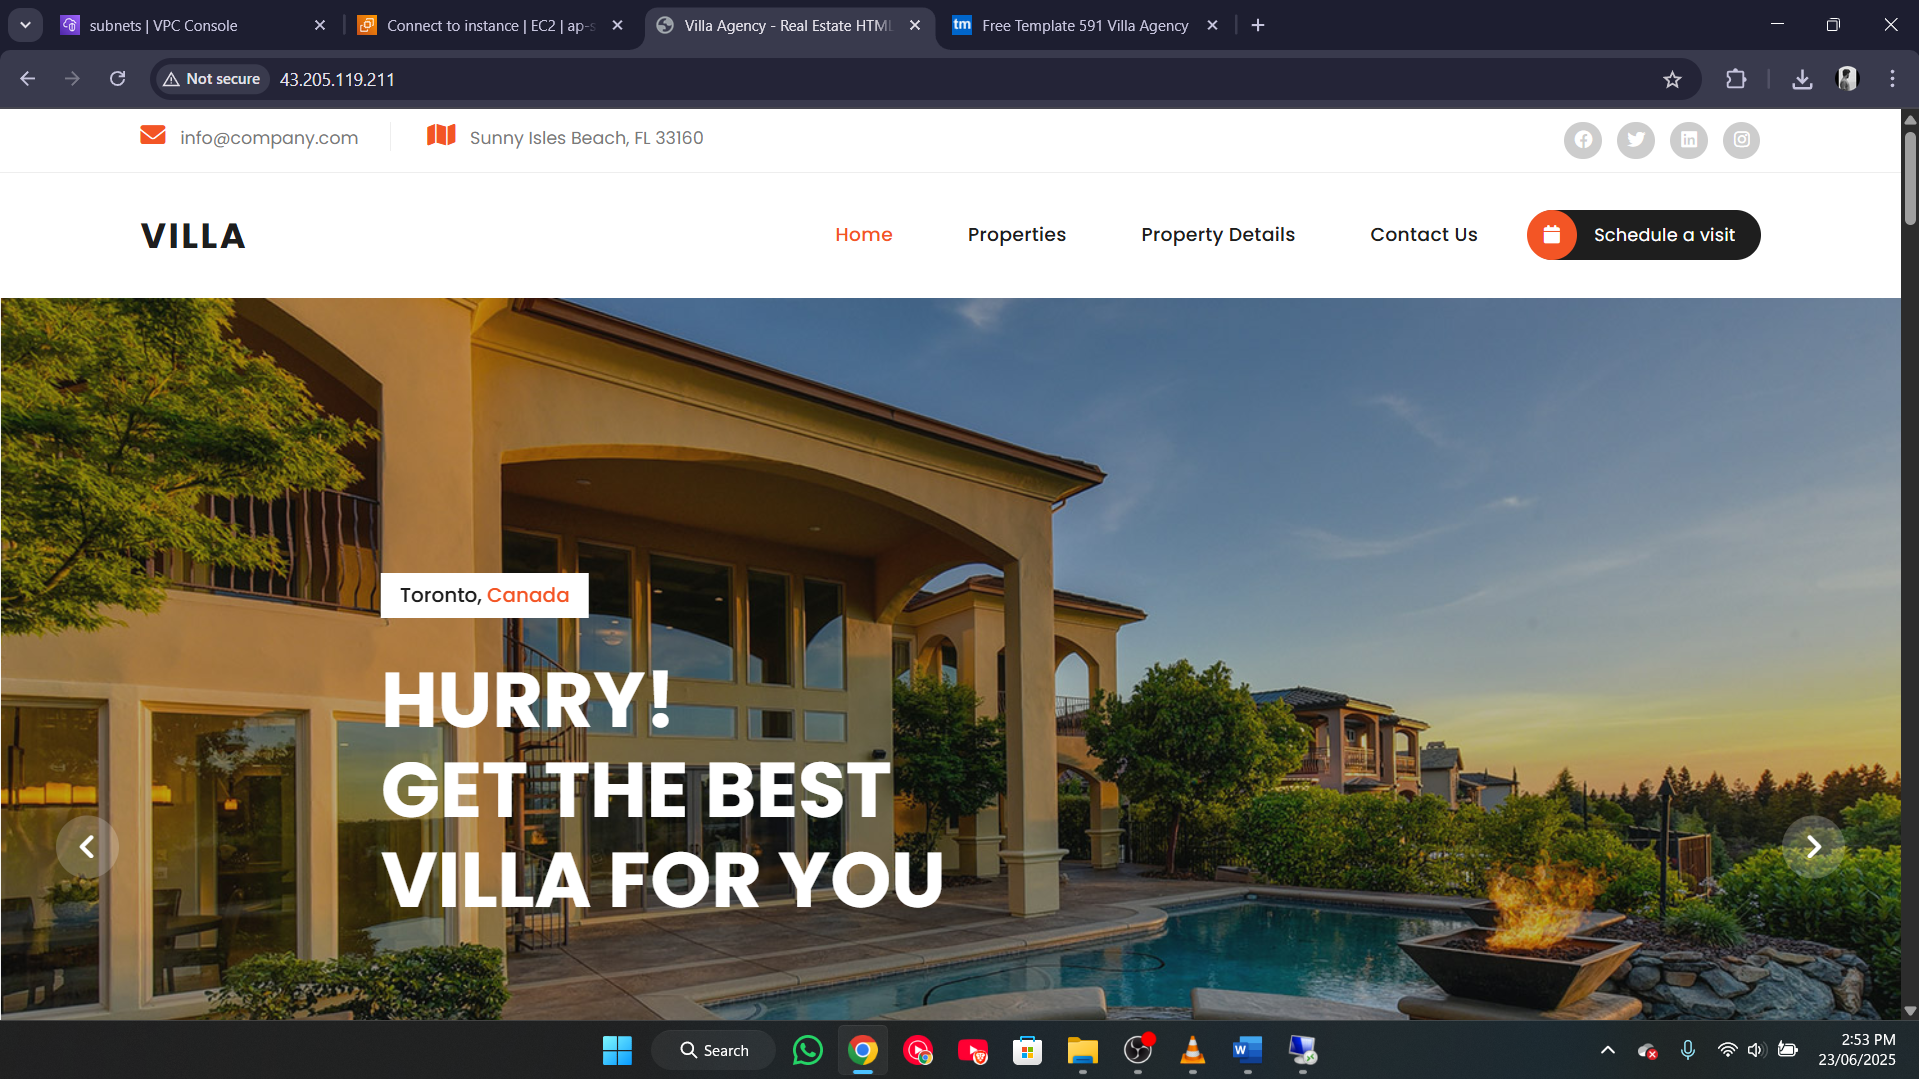 subnets | VPC Console
Connect to instance | EC2 | ap-s
Villa Agency - Real Estate HTML
Free Template 591 Villa Agency
Not secure
43.205.119.211
info@company.com
Sunny Isles Beach, FL 33160
VILLA
Home
Properties
Property Details
Contact Us
Schedule a visit
Toronto, Canada
HURRY!
GET THE BEST
VILLA FOR YOU
Search
2:53 PM
23/06/2025